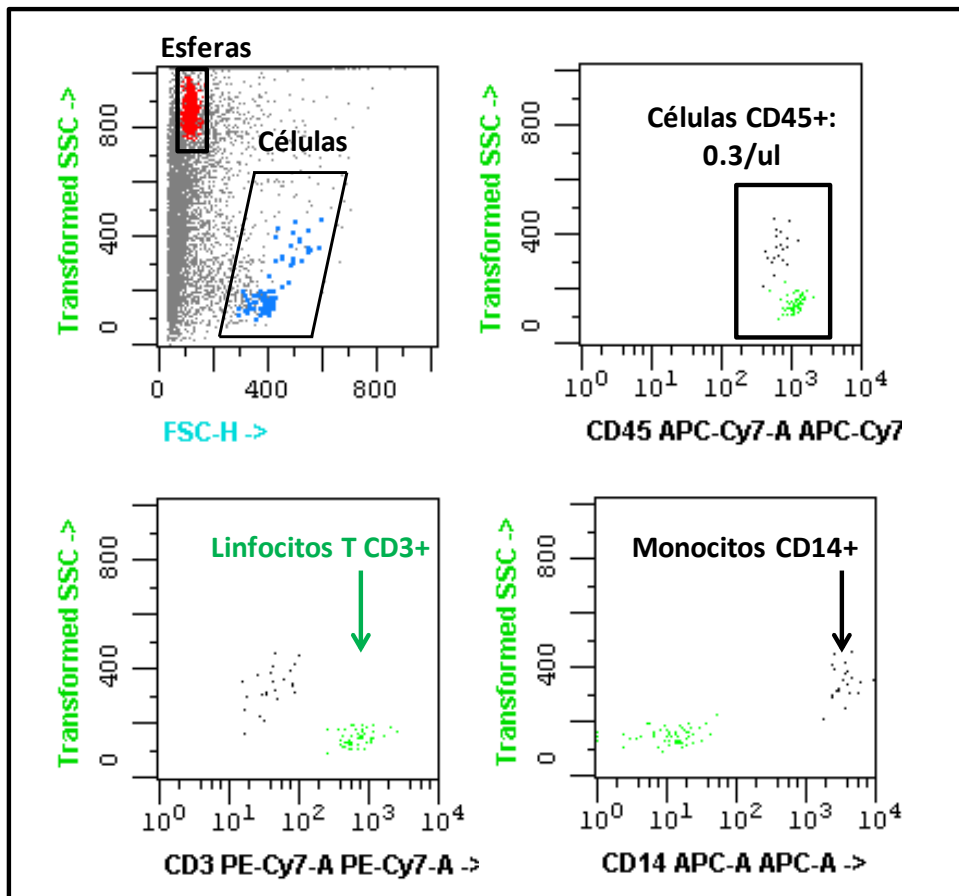 Esferas
Células
Transformed SSC ->
800
400
0
0
400
800
FSC-H ->
Células CD45+:
0.3/ul
Transformed SSC ->
800
400
0
10^0 10^1 10^2 10^3 10^4
CD45 APC-Cy7-A APC-Cy7
Linfocitos T CD3+
Transformed SSC ->
800
400
0
10^0 10^1 10^2 10^3 10^4
CD3 PE-Cy7-A PE-Cy7-A ->
Monocitos CD14+
Transformed SSC ->
800
400
0
10^0 10^1 10^2 10^3 10^4
CD14 APC-A APC-A ->